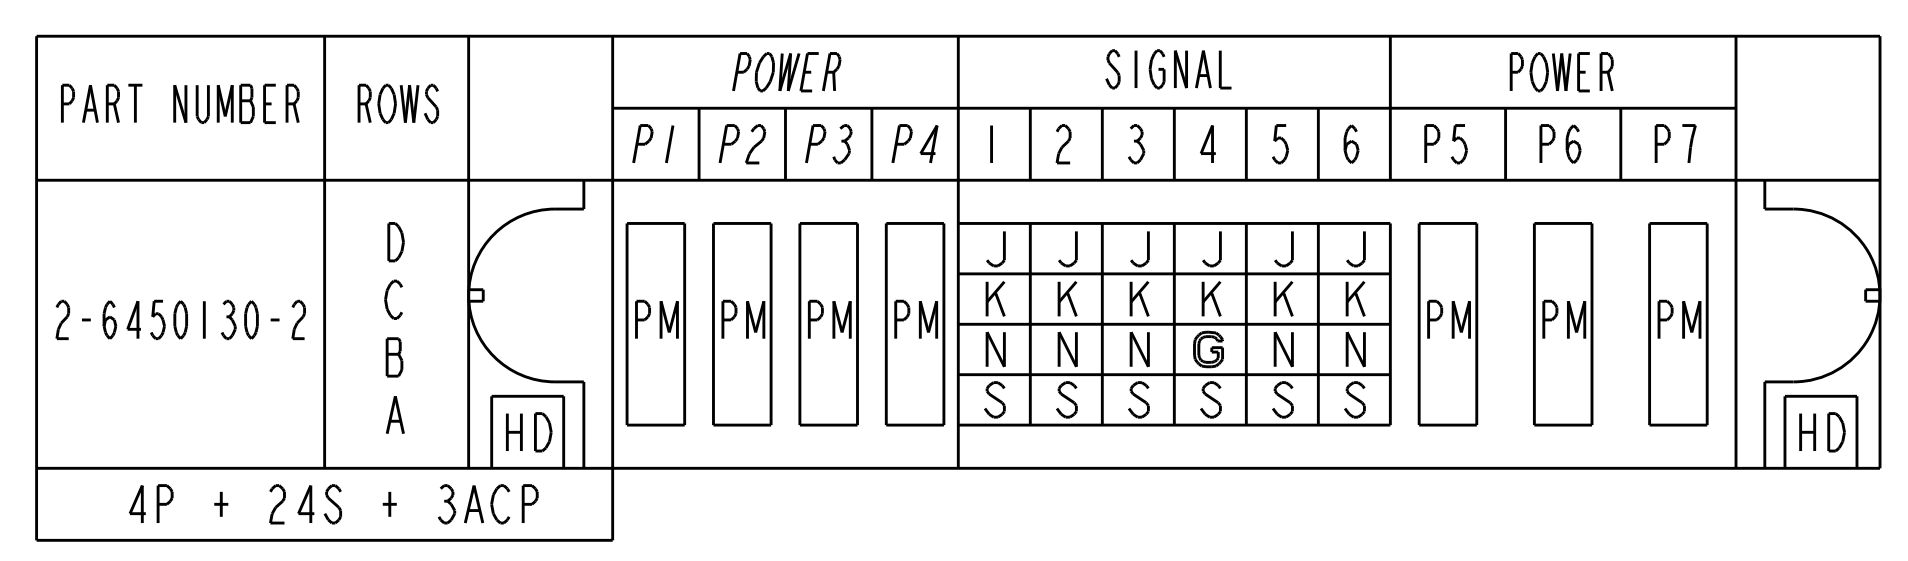 POWER SIGNAL POWER
PART NUMBER ROWS
P1 P2 P3 P4 1 2 3 4 5 6 P5 P6 P7
D J J J J J J
C K K K K K K
2-6450130-2 PM PM PM PM PM PM PM
B N N N G N N
A S S S S S S
HD HD
4P + 24S + 3ACP